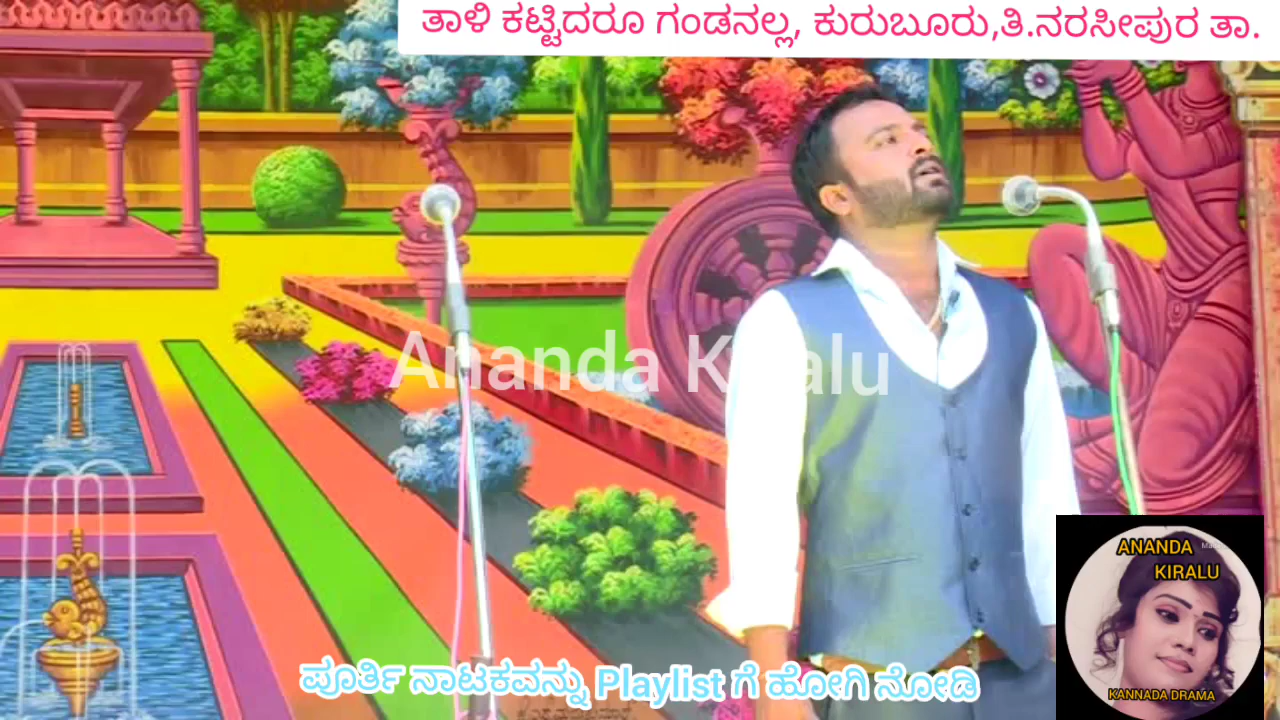 ತಾಳಿ ಕಟ್ಟಿದರೂ ಗಂಡನಲ್ಲ, ಕುರುಬೂರು,ತಿ.ನರಸೀಪುರ ತಾ.
Ananda Kiralu
ANANDA
KIRALU
KANNADA DRAMA
ಪೂರ್ತಿ ನಾಟಕವನ್ನು Playlist ಗೆ ಹೋಗಿ ನೋಡಿ